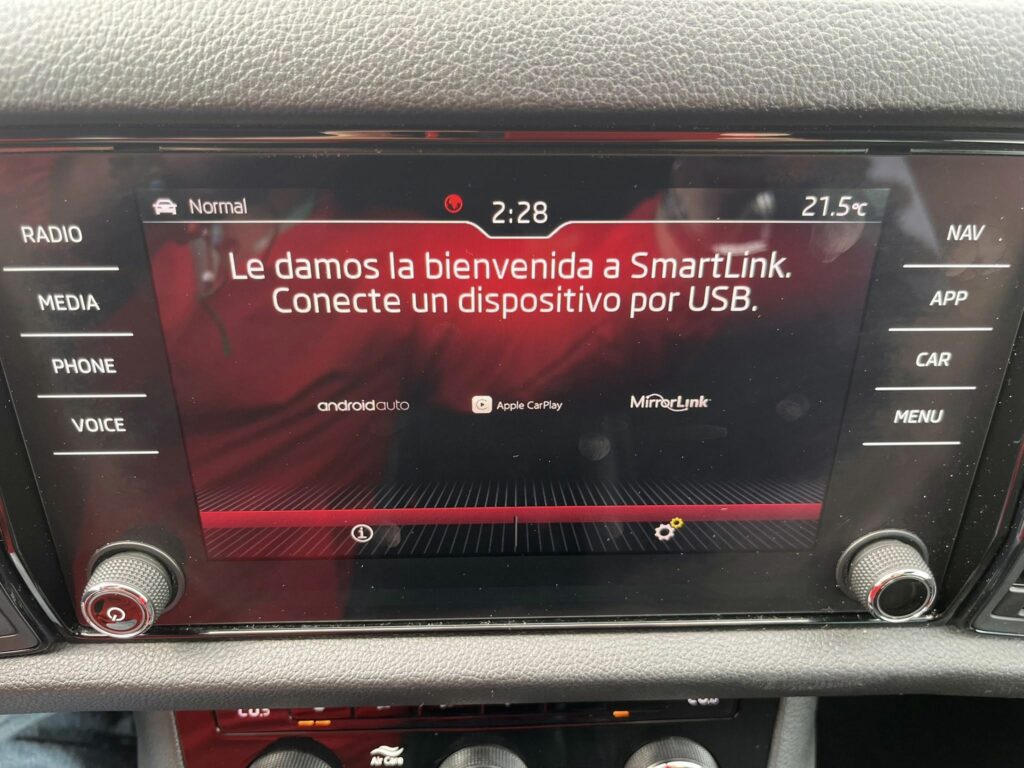 Normal
2:28
21.5°C
RADIO
MEDIA
PHONE
VOICE
Le damos la bienvenida a SmartLink.
Conecte un dispositivo por USB.
androidauto
Apple CarPlay
MirrorLink
NAV
APP
CAR
MENU
Air Care